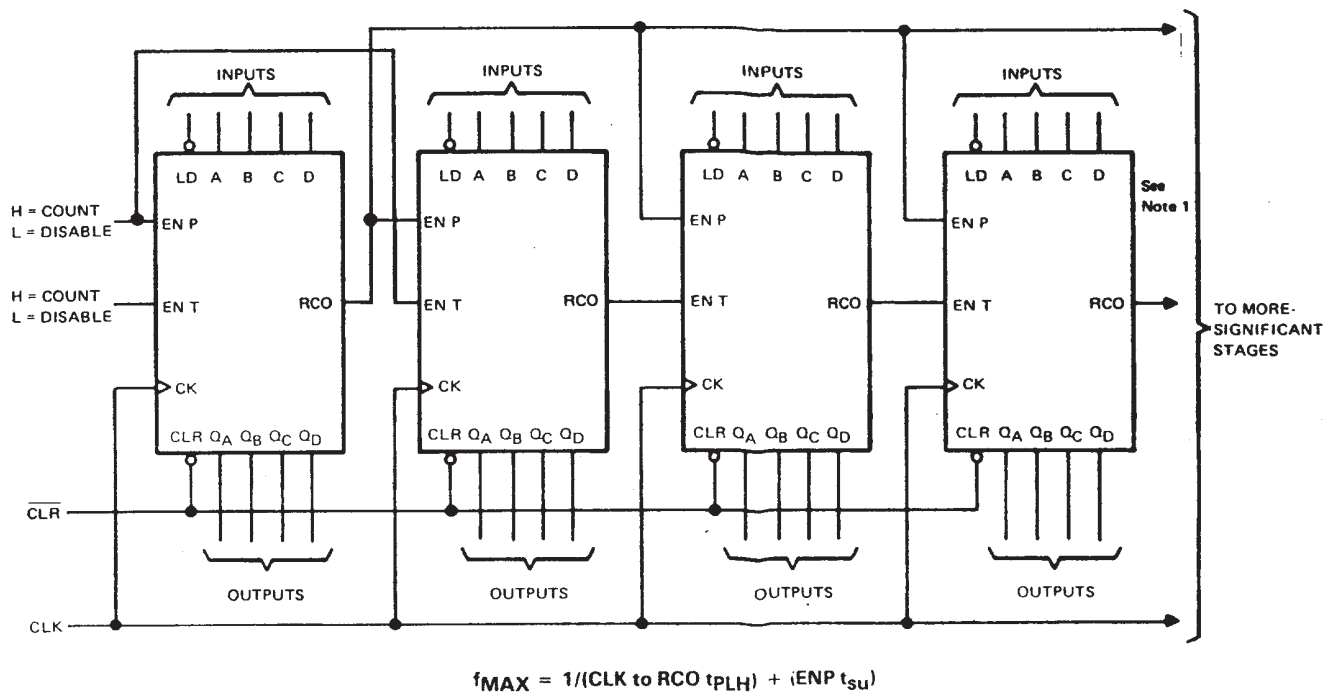 INPUTS INPUTS INPUTS INPUTS
LD A B C D LD A B C D LD A B C D LD A B C D
See
Note 1
H = COUNT
L = DISABLE
EN P EN P EN P EN P
H = COUNT
L = DISABLE
EN T RCO EN T RCO EN T RCO EN T RCO
TO MORE-
SIGNIFICANT
STAGES
CK CK CK CK
CLR QA QB QC QD CLR QA QB QC QD CLR QA QB QC QD CLR QA QB QC QD
CLR
OUTPUTS OUTPUTS OUTPUTS OUTPUTS
CLK
fMAX = 1/(CLK to RCO tPLH) + (ENP tsu)